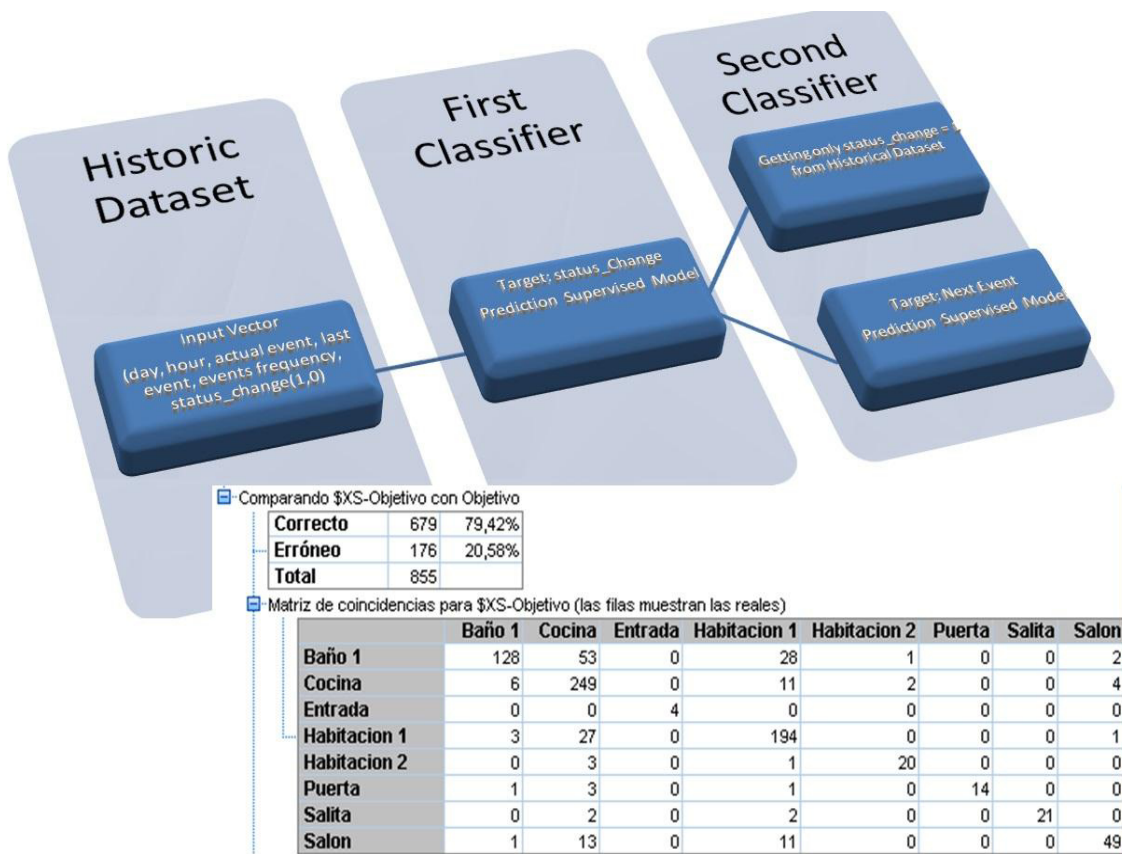 Historic
Dataset
First
Classifier
Second
Classifier
Input Vector
(day, hour, actual event, last
event, events frequency,
status_change(1,0)
Target; status_Change
Prediction Supervised Model
Getting only status_change = 1
from Historical Dataset
Target; Next Event
Prediction Supervised Model
Comparando $XS-Objetivo con Objetivo
Correcto 679 79,42%
Erróneo 176 20,58%
Total 855
Matriz de coincidencias para $XS-Objetivo (las filas muestran las reales)
Baño 1 Cocina Entrada Habitacion 1 Habitacion 2 Puerta Salita Salon
Baño 1 128 53 0 28 1 0 0 2
Cocina 6 249 0 11 2 0 0 4
Entrada 0 0 4 0 0 0 0 0
Habitacion 1 3 27 0 194 0 0 0 1
Habitacion 2 0 3 0 1 20 0 0 0
Puerta 1 3 0 1 0 14 0 0
Salita 0 2 0 2 0 0 21 0
Salon 1 13 0 11 0 0 0 49